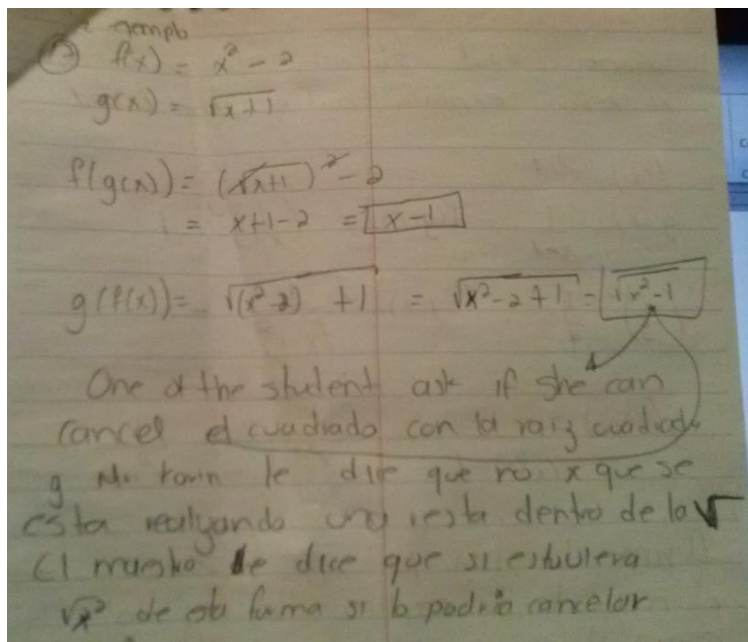 ejemplo
② f(x) = x² - 2
g(x) = √(x+1)
f(g(x)) = (√(x+1))² - 2
= x+1-2 = x-1
g(f(x)) = √((x²-2) +1) = √(x²-2+1) = √(x²-1)
One of the student ask if she can
cancel el cuadrado con la raiz cuadrada
y Mr. le dice que no x que se
esta realizando una resta dentro de la √
El maestro le dice que si estuviera
√x² de esta forma si lo podria cancelar